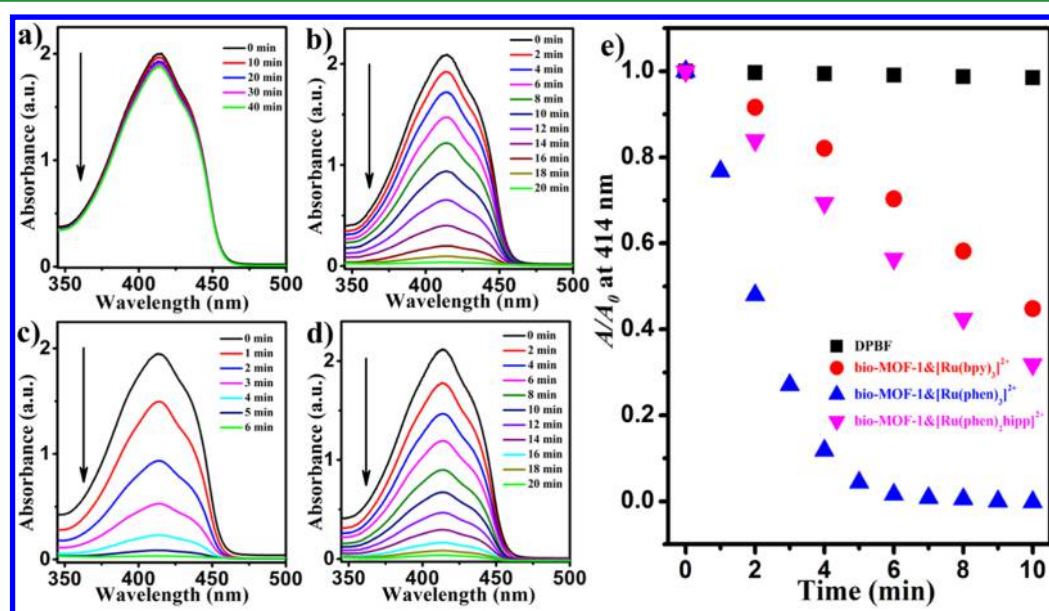 a)
Absorbance (a.u.)
2
1
0
350 400 450 500
Wavelength (nm)
0 min
10 min
20 min
30 min
40 min
b)
Absorbance (a.u.)
2
1
0
350 400 450 500
Wavelength (nm)
0 min
2 min
4 min
6 min
8 min
10 min
12 min
14 min
16 min
18 min
20 min
c)
Absorbance (a.u.)
2
1
0
350 400 450 500
Wavelength (nm)
0 min
1 min
2 min
3 min
4 min
5 min
6 min
d)
Absorbance (a.u.)
2
1
0
350 400 450 500
Wavelength (nm)
0 min
2 min
4 min
6 min
8 min
10 min
12 min
14 min
16 min
18 min
20 min
e)
A/A₀ at 414 nm
1.0
0.8
0.6
0.4
0.2
0.0
0 2 4 6 8 10
Time (min)
DPBF
bio-MOF-1&[Ru(bpy)₃]²⁺
bio-MOF-1&[Ru(phen)₃]²⁺
bio-MOF-1&[Ru(phen)₂hipp]²⁺